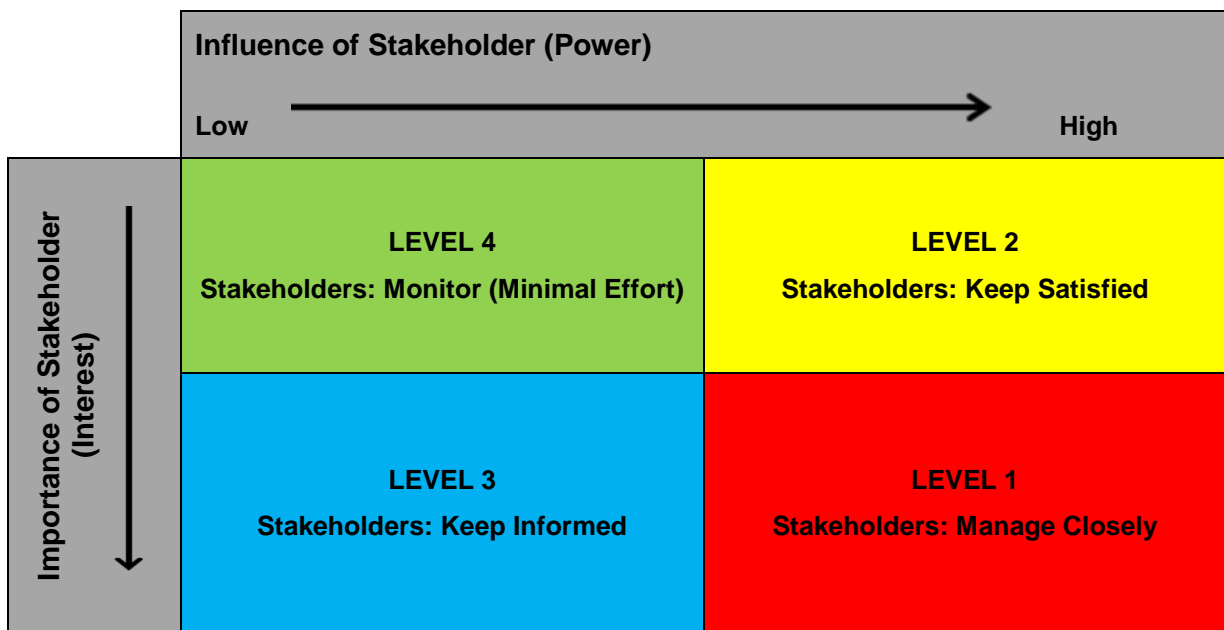 Influence of Stakeholder (Power)
Low
High
Importance of Stakeholder
(Interest)
LEVEL 4
Stakeholders: Monitor (Minimal Effort)
LEVEL 2
Stakeholders: Keep Satisfied
LEVEL 3
Stakeholders: Keep Informed
LEVEL 1
Stakeholders: Manage Closely